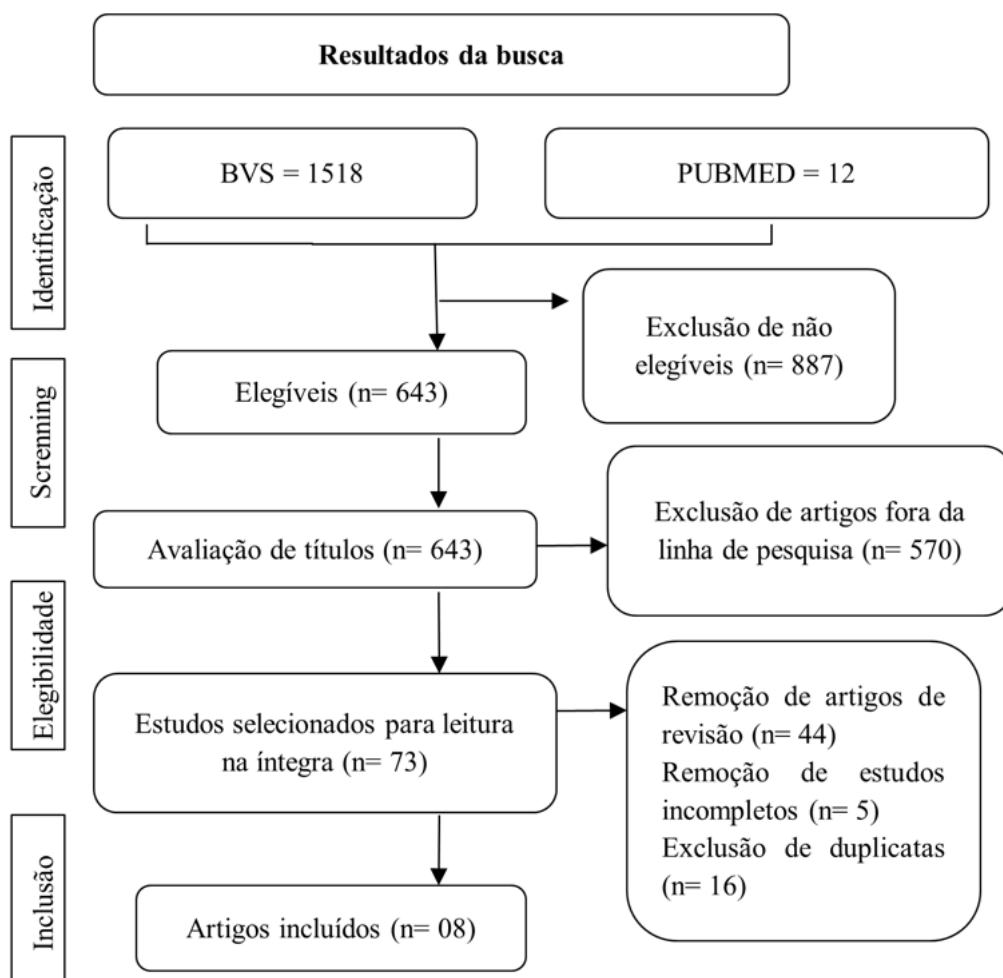 Resultados da busca
Identificação
BVS = 1518
PUBMED = 12
Exclusão de não
elegíveis (n= 887)
Screnning
Elegíveis (n= 643)
Avaliação de títulos (n= 643)
Exclusão de artigos fora da
linha de pesquisa (n= 570)
Elegibilidade
Estudos selecionados para leitura
na íntegra (n= 73)
Remoção de artigos de
revisão (n= 44)
Remoção de estudos
incompletos (n= 5)
Exclusão de duplicatas
(n= 16)
Inclusão
Artigos incluídos (n= 08)